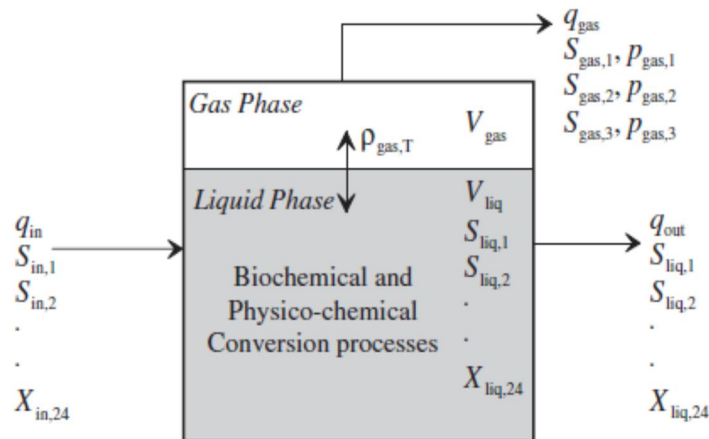 q_gas
S_gas,1, p_gas,1
S_gas,2, p_gas,2
S_gas,3, p_gas,3
Gas Phase
V_gas
ρ_gas,T
Liquid Phase
V_liq
S_liq,1
S_liq,2
.
.
X_liq,24
Biochemical and
Physico-chemical
Conversion processes
q_in
S_in,1
S_in,2
.
.
X_in,24
q_out
S_liq,1
S_liq,2
.
.
X_liq,24